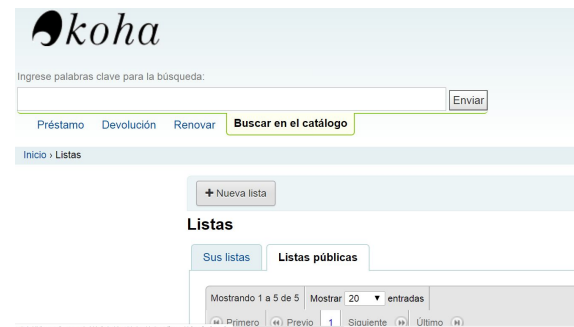 koha
Ingrese palabras clave para la búsqueda:
Enviar
Préstamo Devolución Renovar Buscar en el catálogo
Inicio › Listas
+ Nueva lista
Listas
Sus listas Listas públicas
Mostrando 1 a 5 de 5 Mostrar 20 ▼ entradas
Primero Previo 1 Siguiente Último